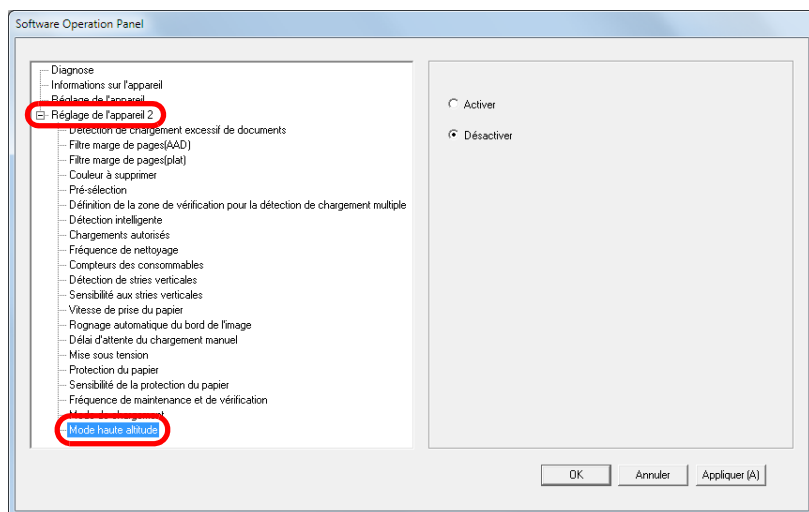 Software Operation Panel
Diagnose
Informations sur l'appareil
Réglage de l'appareil
Réglage de l'appareil 2
Détection de chargement excessif de documents
Filtre marge de pages(AAD)
Filtre marge de pages(plat)
Couleur à supprimer
Pré-sélection
Définition de la zone de vérification pour la détection de chargement multiple
Détection intelligente
Chargements autorisés
Fréquence de nettoyage
Compteurs des consommables
Détection de stries verticales
Sensibilité aux stries verticales
Vitesse de prise du papier
Rognage automatique du bord de l'image
Délai d'attente du chargement manuel
Mise sous tension
Protection du papier
Sensibilité de la protection du papier
Fréquence de maintenance et de vérification
Mode de chargement
Mode haute altitude
Activer
Désactiver
OK
Annuler
Appliquer (A)